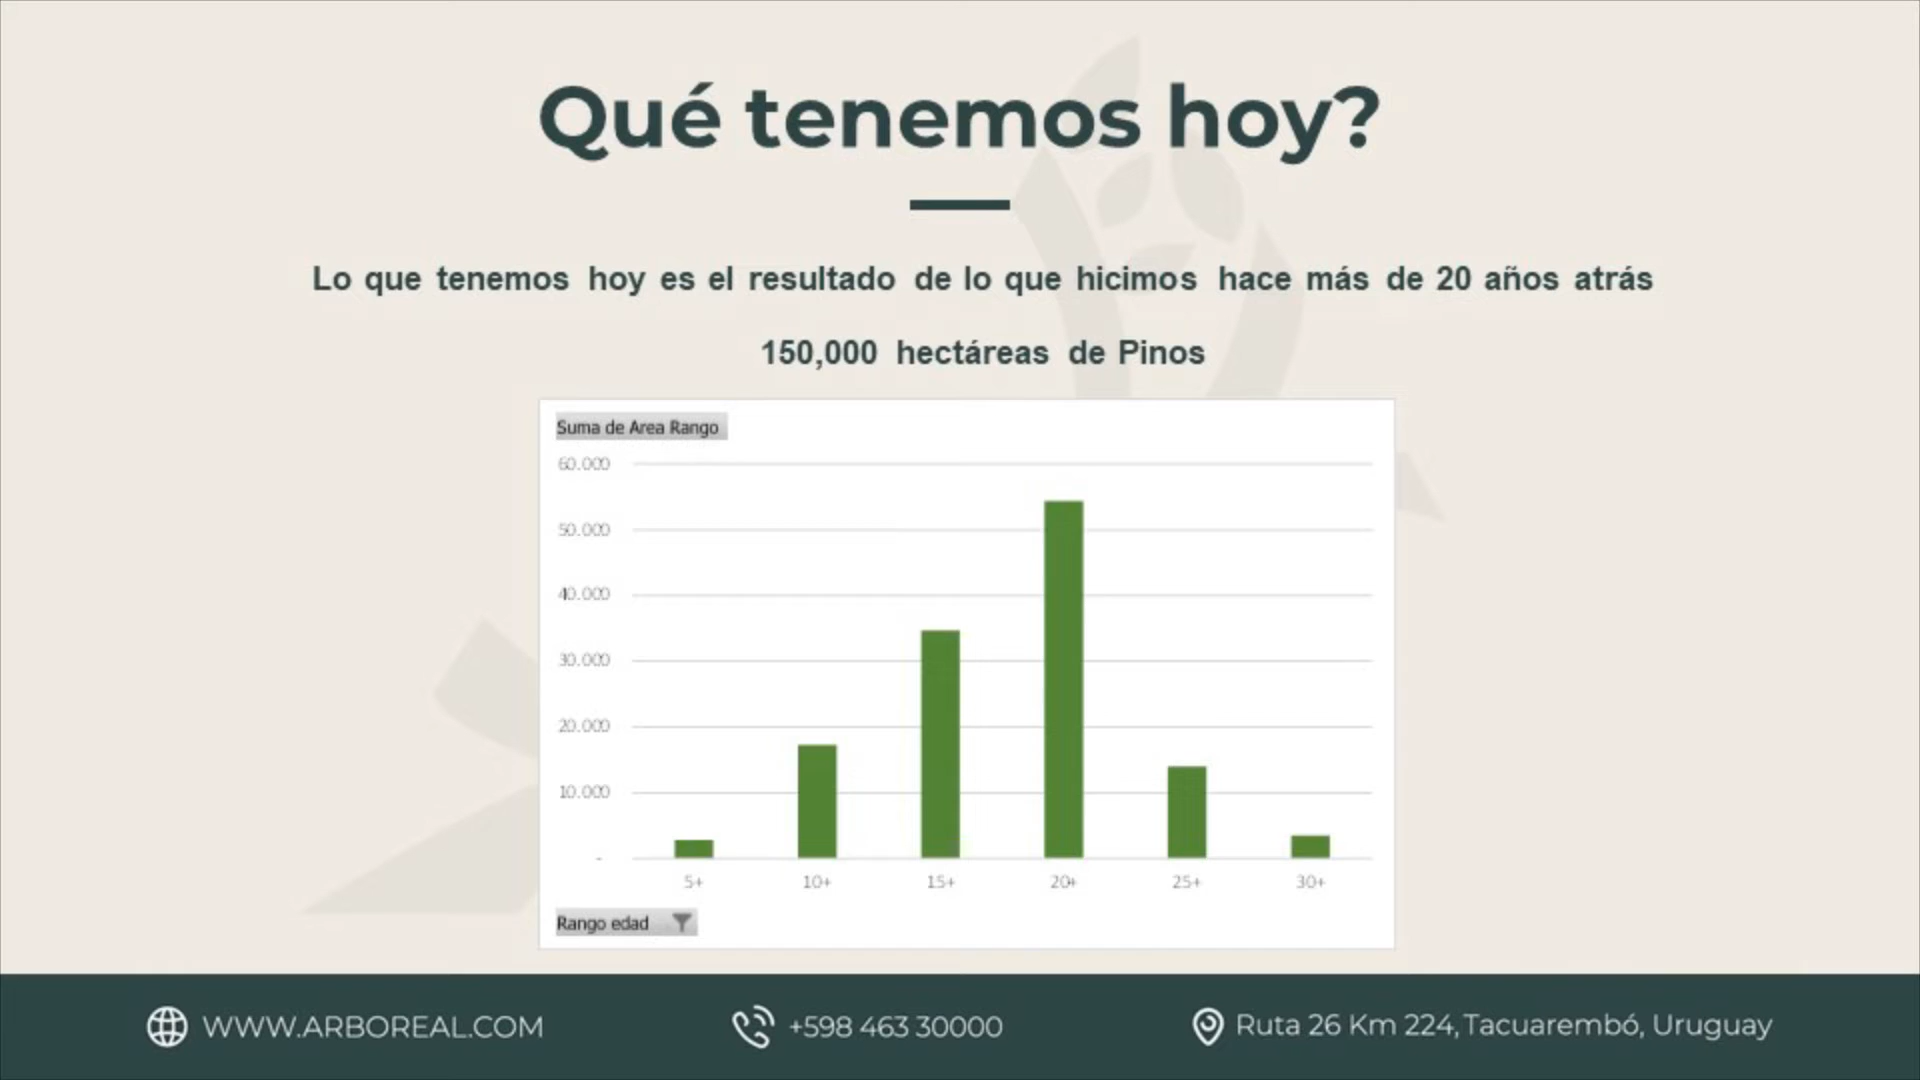 Qué tenemos hoy?
Lo que tenemos hoy es el resultado de lo que hicimos hace más de 20 años atrás
150,000 hectáreas de Pinos
Suma de Area Rango
60.000
50.000
40.000
30.000
20.000
10.000
-
5+ 10+ 15+ 20+ 25+ 30+
Rango edad
WWW.ARBOREAL.COM +598 463 30000 Ruta 26 Km 224, Tacuarembó, Uruguay